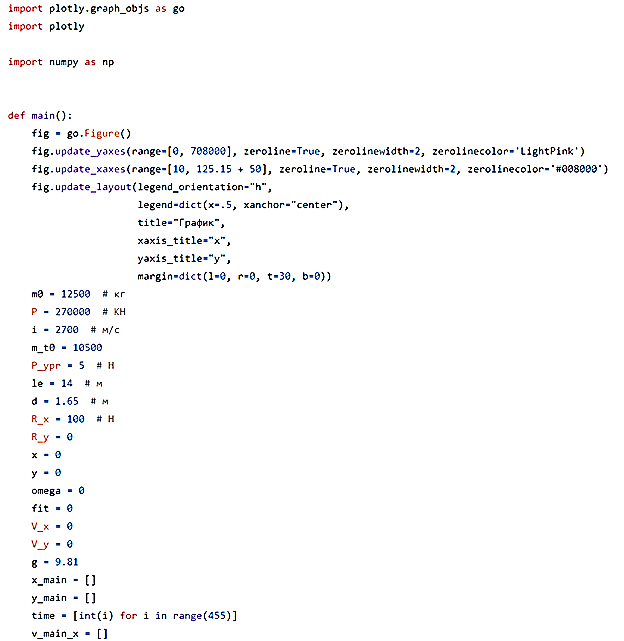 import plotly.graph_objs as go
import plotly
import numpy as np
def main():
fig = go.Figure()
fig.update_yaxes(range=[0, 708000], zeroline=True, zerolinewidth=2, zerolinecolor='LightPink')
fig.update_xaxes(range=[10, 125.15 + 50], zeroline=True, zerolinewidth=2, zerolinecolor='#008000')
fig.update_layout(legend_orientation="h",
legend=dict(x=.5, xanchor="center"),
title="График",
xaxis_title="x",
yaxis_title="y",
margin=dict(l=0, r=0, t=30, b=0))
m0 = 12500 # кг
P = 270000 # КН
i = 2700 # м/с
m_t0 = 10500
P_ypr = 5 # Н
le = 14 # м
d = 1.65 # м
R_x = 100 # Н
R_y = 0
x = 0
y = 0
omega = 0
fit = 0
V_x = 0
V_y = 0
g = 9.81
x_main = []
y_main = []
time = [int(i) for i in range(455)]
v_main_x = []